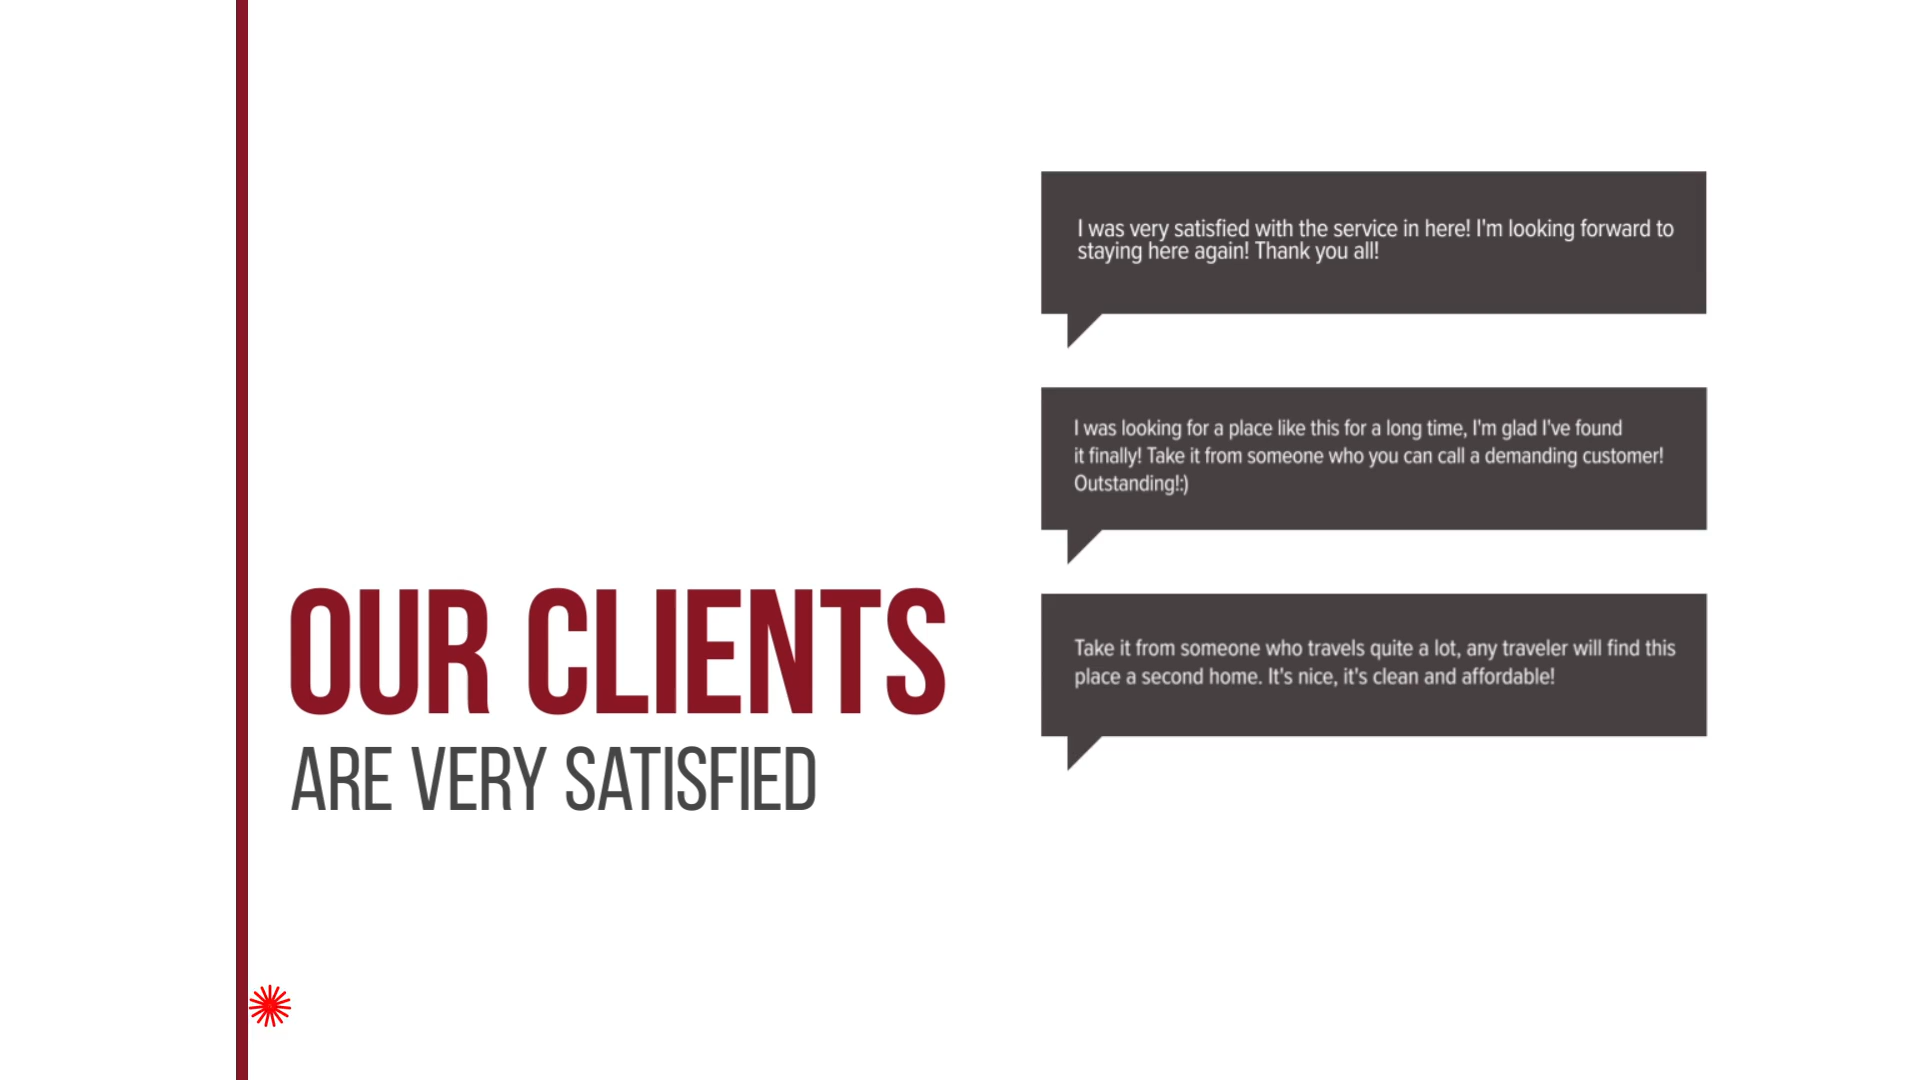 OUR CLIENTS
ARE VERY SATISFIED
I was very satisfied with the service in here! I'm looking forward to
staying here again! Thank you all!
I was looking for a place like this for a long time, I'm glad I've found
it finally! Take it from someone who you can call a demanding customer!
Outstanding!:)
Take it from someone who travels quite a lot, any traveler will find this
place a second home. It's nice, it's clean and affordable!